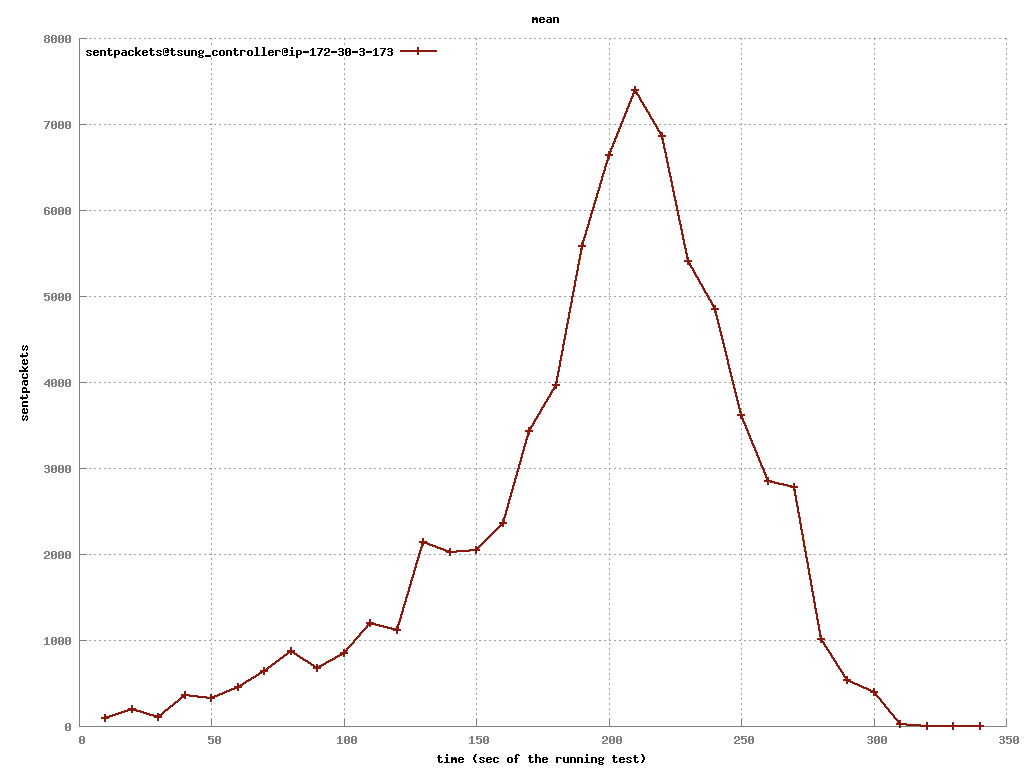 mean
8000
sentpackets@tsung_controller@ip-172-30-3-173
7000
6000
5000
4000
3000
2000
1000
0
sentpackets
0 50 100 150 200 250 300 350
time (sec of the running test)